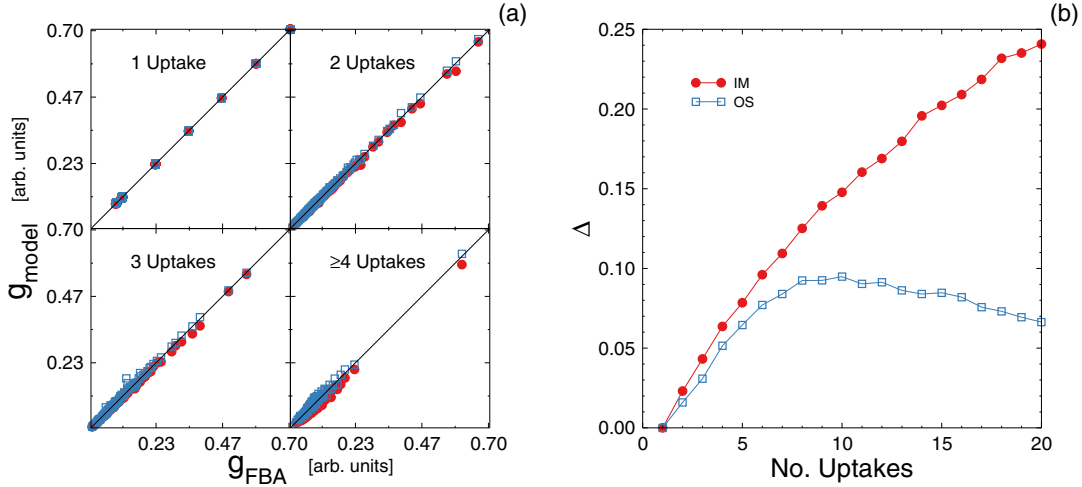 (a)
0.70
1 Uptake
2 Uptakes
0.47
0.23
0.70
3 Uptakes
≥4 Uptakes
0.47
0.23
0.23
0.47
0.70
0.23
0.47
0.70
g_model
[arb. units]
g_FBA
[arb. units]
(b)
0.25
0.20
0.15
0.10
0.05
0.00
IM
OS
Δ
0
5
10
15
20
No. Uptakes